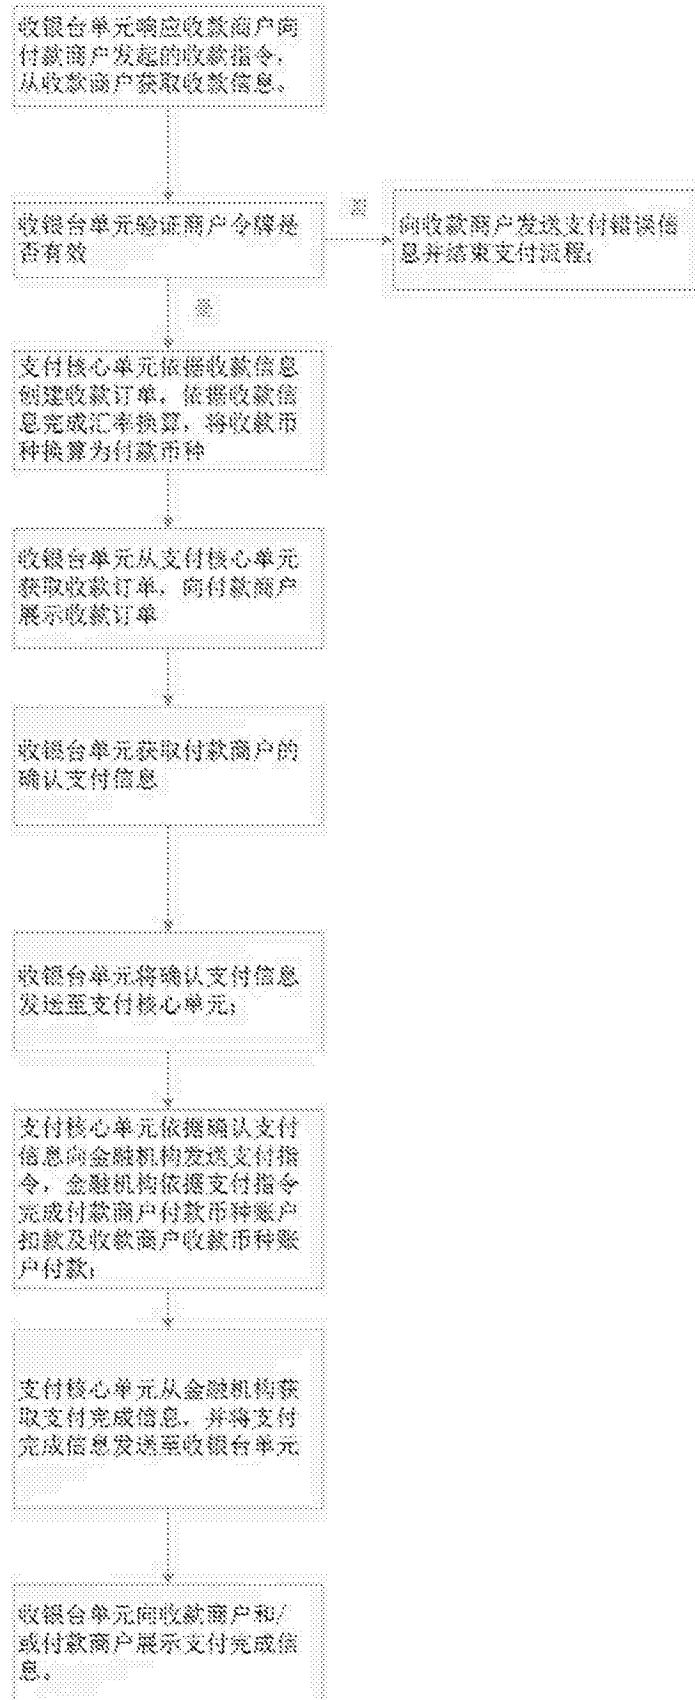 收银台单元响应收款商户向
付款商户发起的收款指令，
从收款商户获取收款信息。
收银台单元验证商户令牌是
否有效
否
向收款商户发送支付错误信
息并结束支付流程；
是
支付核心单元依据收款信息
创建收款订单，依据收款信
息完成汇率换算，将收款币
种换算为付款币种
收银台单元从支付核心单元
获取收款订单，向付款商户
展示收款订单
收银台单元获取付款商户的
确认支付信息
收银台单元将确认支付信息
发送至支付核心单元；
支付核心单元依据确认支付
信息向金融机构发送支付指
令，金融机构依据支付指令
完成付款商户付款币种账户
扣款及收款商户收款币种账
户付款；
支付核心单元从金融机构获
取支付完成信息，并将支付
完成信息发送至收银台单元
收银台单元向收款商户和/
或付款商户展示支付完成信
息。